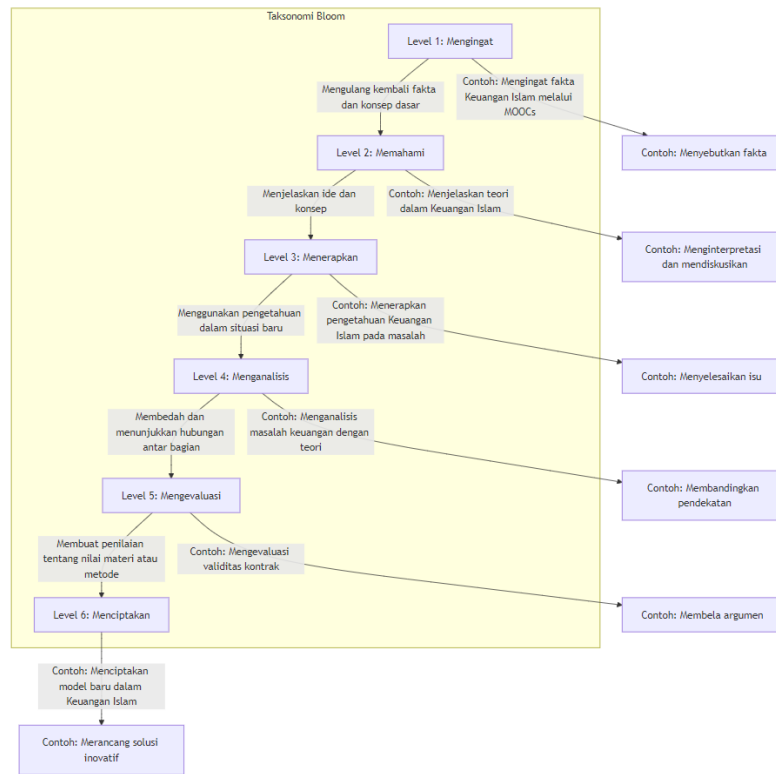 Taksonomi Bloom
Level 1: Mengingat
Mengulang kembali fakta
dan konsep dasar
Contoh: Mengingat fakta
Keuangan Islam melalui
MOOCs
Level 2: Memahami
Contoh: Menyebutkan fakta
Menjelaskan ide dan
konsep
Contoh: Menjelaskan teori
dalam Keuangan Islam
Level 3: Menerapkan
Contoh: Menginterpretasi
dan mendiskusikan
Menggunakan pengetahuan
dalam situasi baru
Contoh: Menerapkan
pengetahuan Keuangan
Islam pada masalah
Level 4: Menganalisis
Contoh: Menyelesaikan isu
Membedah dan
menunjukkan hubungan
antar bagian
Contoh: Menganalisis
masalah keuangan dengan
teori
Level 5: Mengevaluasi
Contoh: Membandingkan
pendekatan
Membuat penilaian
tentang nilai materi atau
metode
Contoh: Mengevaluasi
validitas kontrak
Level 6: Menciptakan
Contoh: Membela argumen
Contoh: Menciptakan
model baru dalam
Keuangan Islam
Contoh: Merancang solusi
inovatif